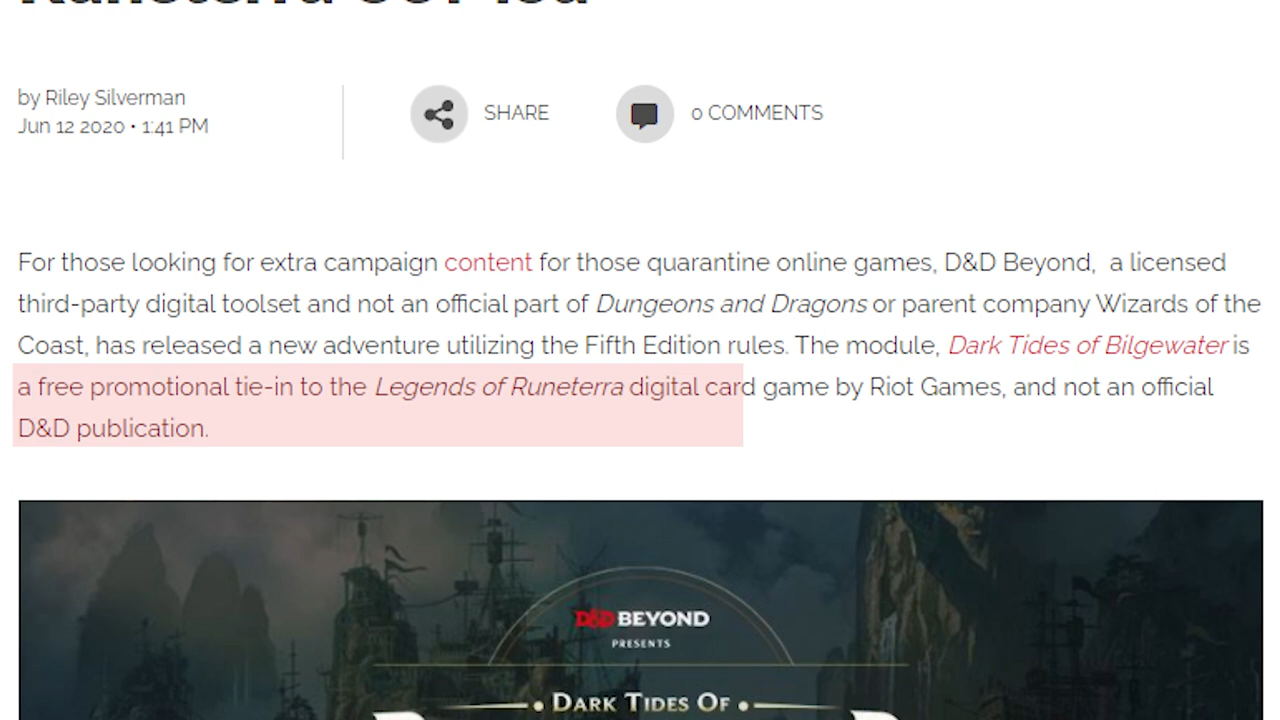 by Riley Silverman
Jun 12 2020 • 1:41 PM
SHARE
0 COMMENTS
For those looking for extra campaign content for those quarantine online games, D&D Beyond,  a licensed
third-party digital toolset and not an official part of Dungeons and Dragons or parent company Wizards of the
Coast, has released a new adventure utilizing the Fifth Edition rules. The module, Dark Tides of Bilgewater is
a free promotional tie-in to the Legends of Runeterra digital card game by Riot Games, and not an official
D&D publication.
D&D BEYOND
PRESENTS
• DARK TIDES OF •